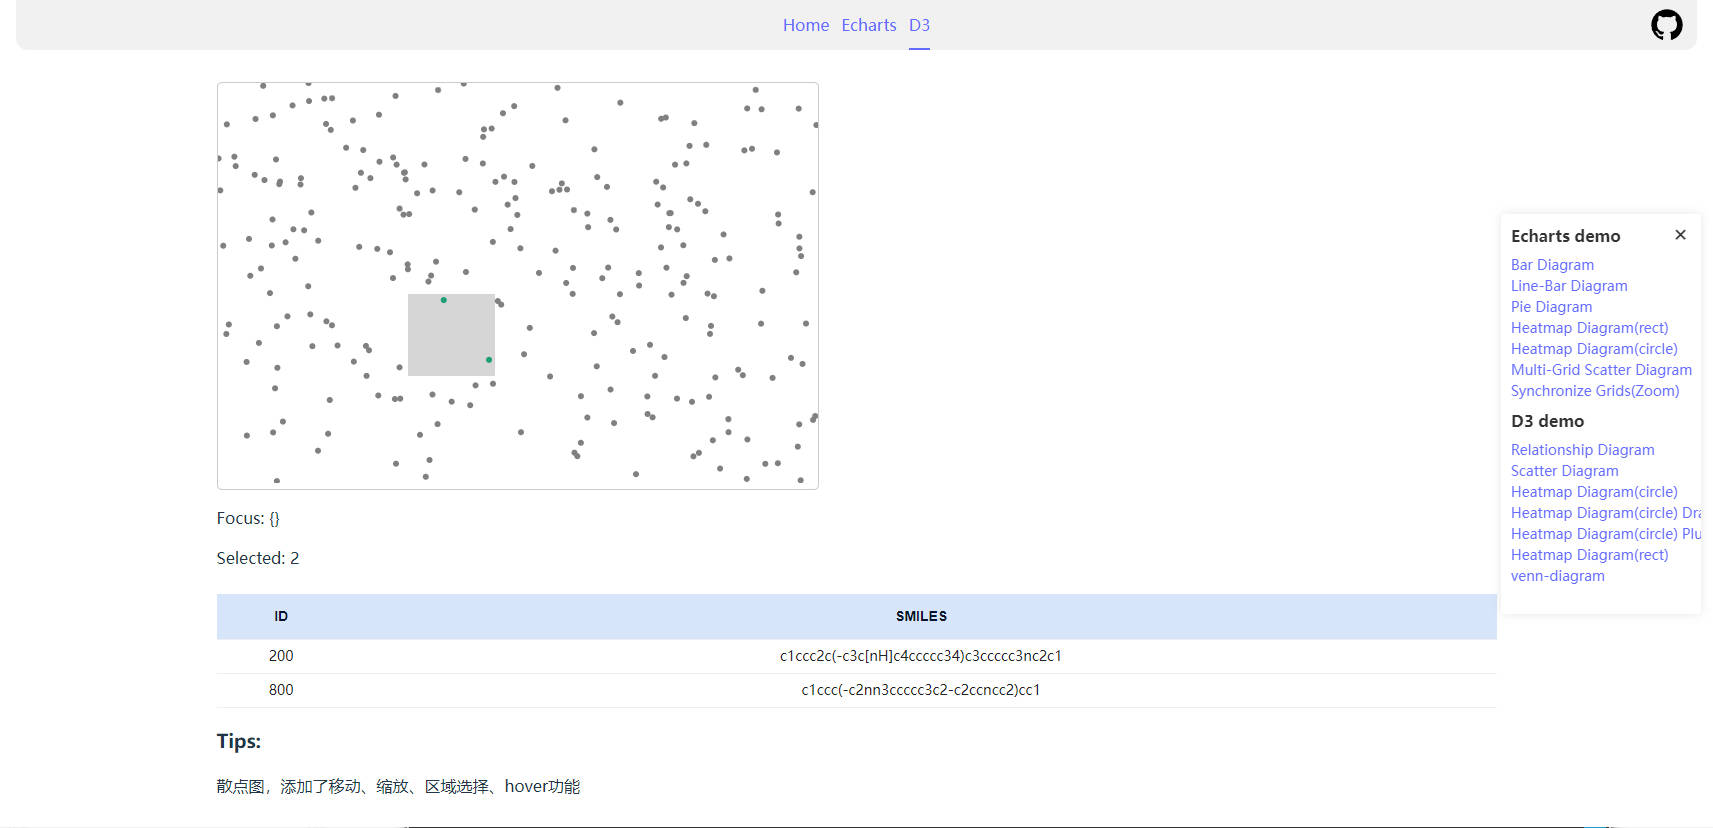 Home Echarts D3
Echarts demo ✕
Bar Diagram
Line-Bar Diagram
Pie Diagram
Heatmap Diagram(rect)
Heatmap Diagram(circle)
Multi-Grid Scatter Diagram
Synchronize Grids(Zoom)
D3 demo
Relationship Diagram
Scatter Diagram
Heatmap Diagram(circle)
Heatmap Diagram(circle) Dra
Heatmap Diagram(circle) Plu
Heatmap Diagram(rect)
venn-diagram
Focus: {}
Selected: 2
ID SMILES
200 c1ccc2c(-c3c[nH]c4ccccc34)c3ccccc3nc2c1
800 c1ccc(-c2nn3ccccc3c2-c2ccncc2)cc1
Tips:
散点图，添加了移动、缩放、区域选择、hover功能